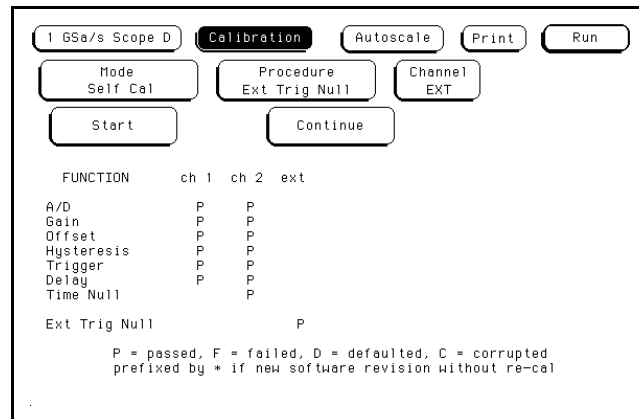 1 GSa/s Scope D Calibration Autoscale Print Run
Mode Procedure Channel
Self Cal Ext Trig Null EXT
Start Continue
FUNCTION ch 1 ch 2 ext
A/D P P
Gain P P
Offset P P
Hysteresis P P
Trigger P P
Delay P P
Time Null P
Ext Trig Null P
P = passed, F = failed, D = defaulted, C = corrupted
prefixed by * if new software revision without re-cal